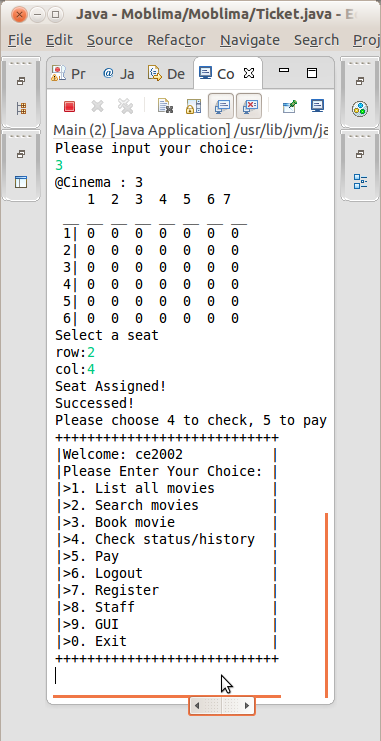 Java - Moblima/Moblima/Ticket.java - E
File Edit Source Refactor Navigate Search Proj
Pr Ja De Co
Main (2) [Java Application] /usr/lib/jvm/ja
Please input your choice:
3
@Cinema : 3
1 2 3 4 5 6 7
__ __ __ __ __ __ __
1| 0 0 0 0 0 0 0
2| 0 0 0 0 0 0 0
3| 0 0 0 0 0 0 0
4| 0 0 0 0 0 0 0
5| 0 0 0 0 0 0 0
6| 0 0 0 0 0 0 0
Select a seat
row:2
col:4
Seat Assigned!
Successed!
Please choose 4 to check, 5 to pay
++++++++++++++++++++++++++++
|Welcome: ce2002 |
|Please Enter Your Choice: |
|>1. List all movies |
|>2. Search movies |
|>3. Book movie |
|>4. Check status/history |
|>5. Pay |
|>6. Logout |
|>7. Register |
|>8. Staff |
|>9. GUI |
|>0. Exit |
++++++++++++++++++++++++++++